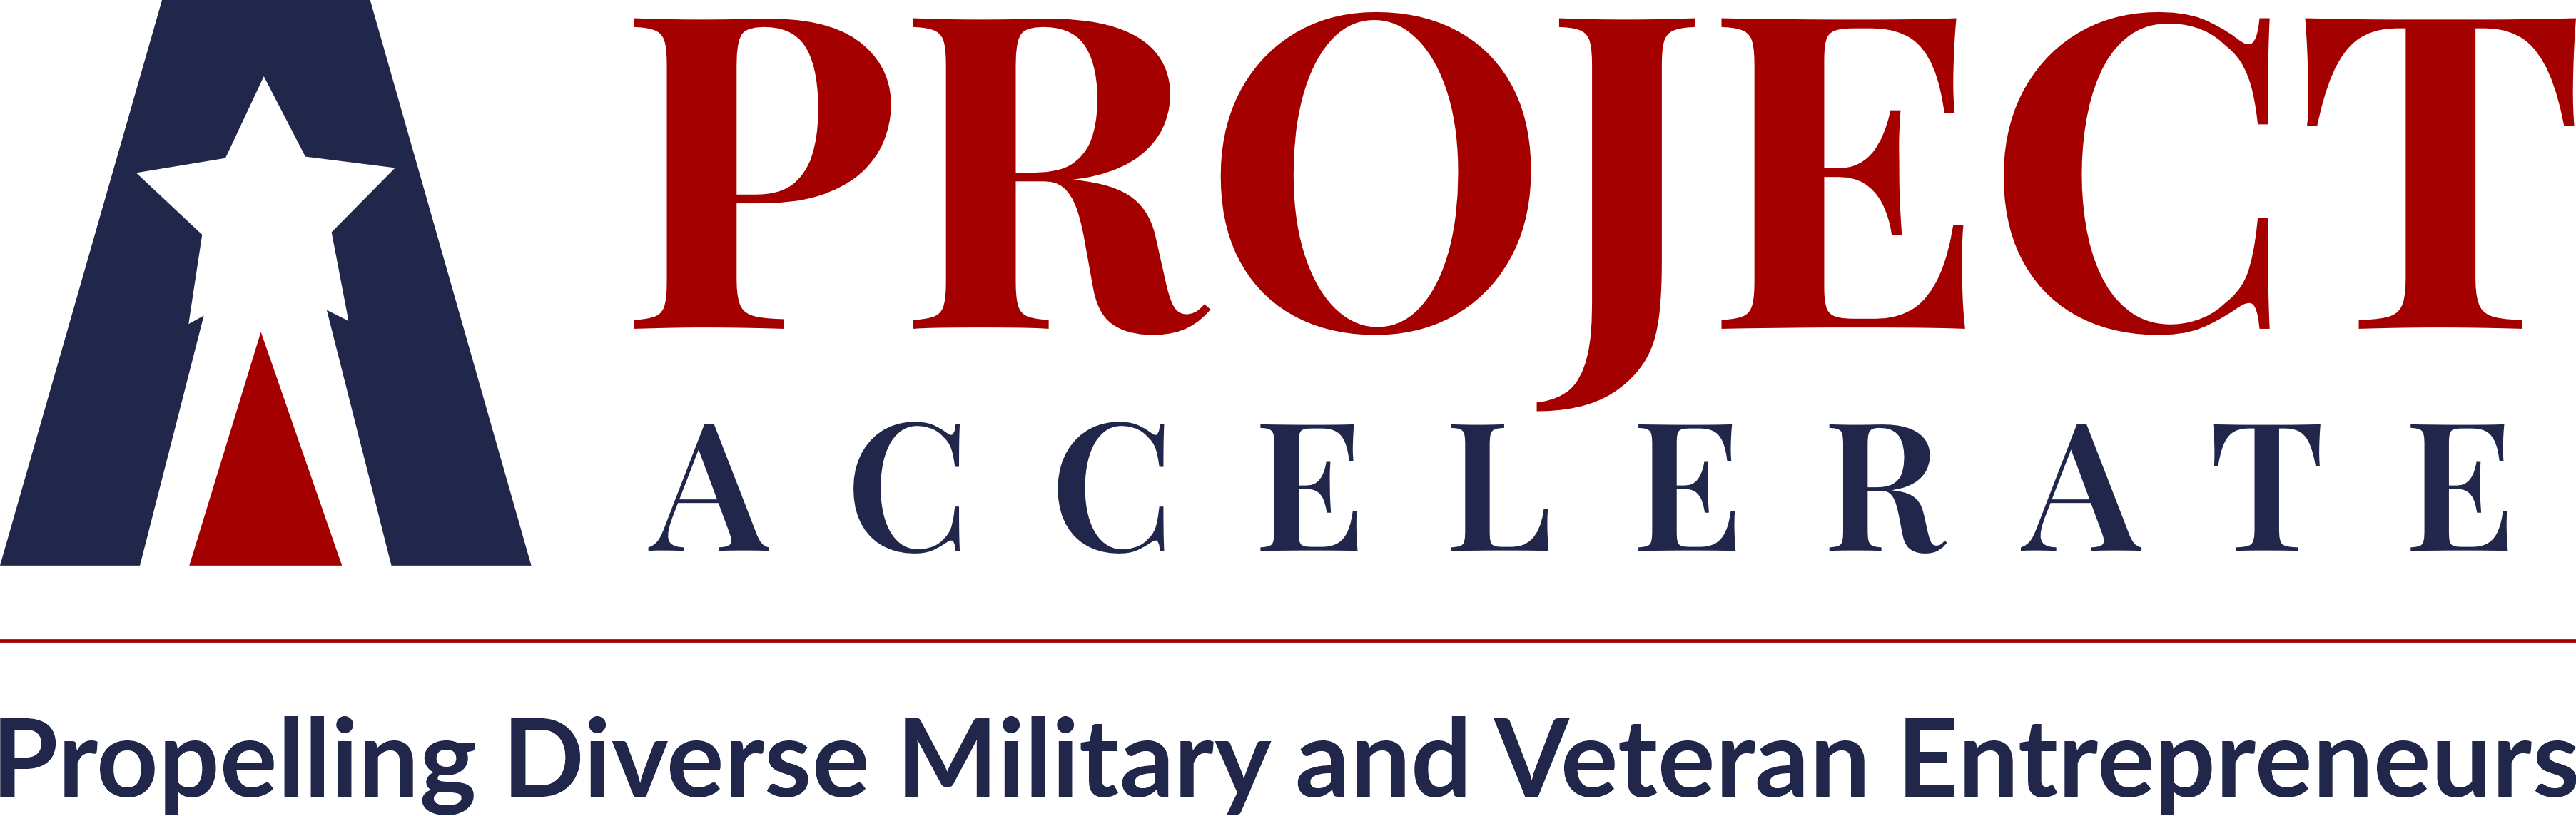 PROJECT
ACCELERATE
Propelling Diverse Military and Veteran Entrepreneurs